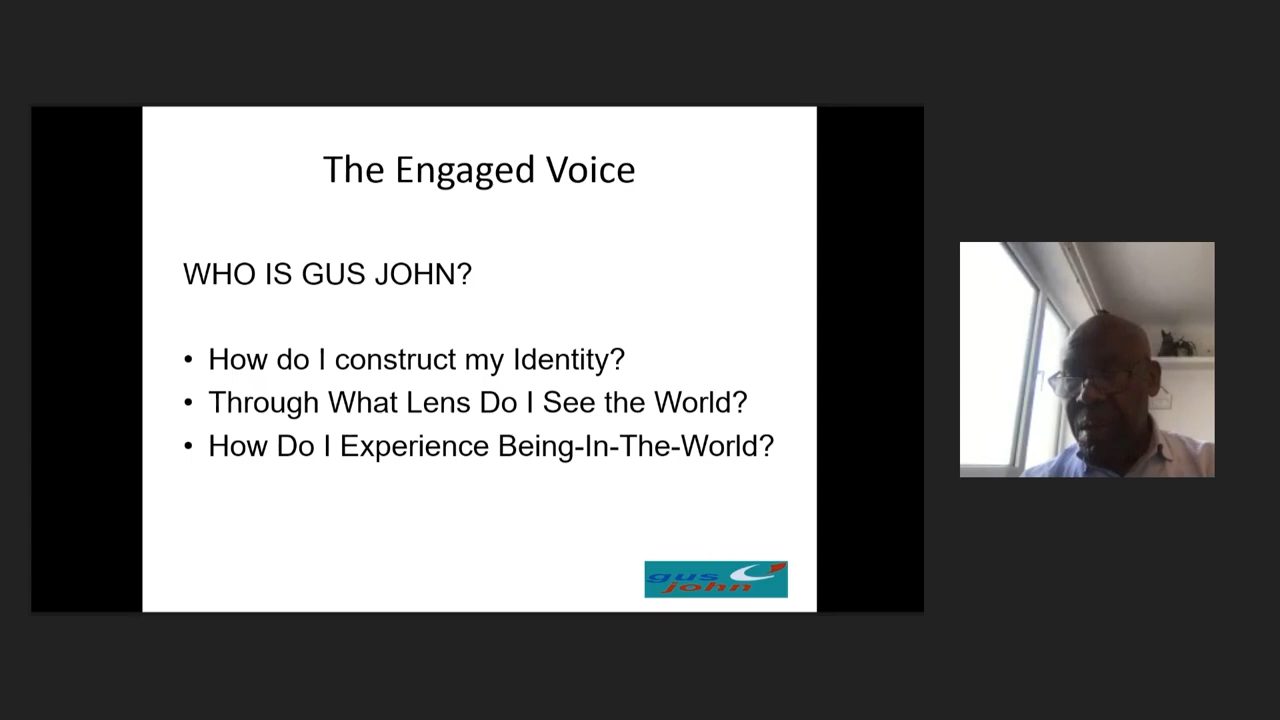 The Engaged Voice
WHO IS GUS JOHN?
• How do I construct my Identity?
• Through What Lens Do I See the World?
• How Do I Experience Being-In-The-World?
gus
john